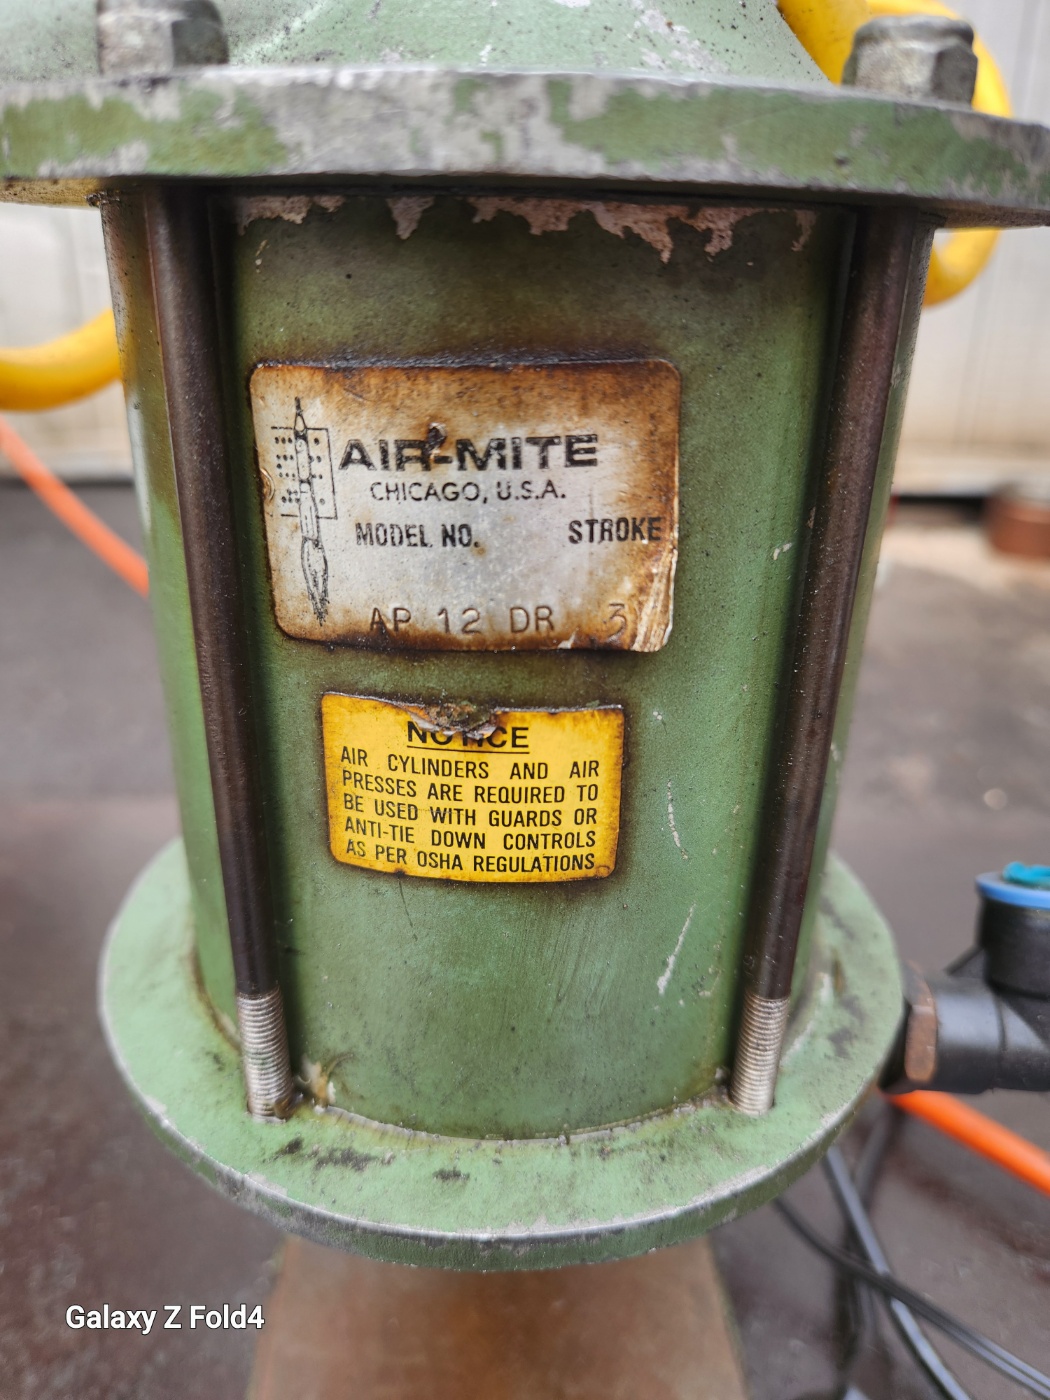 AIR-MITE
CHICAGO, U.S.A.
MODEL NO. STROKE
AP 12 DR 3
NOTICE
AIR CYLINDERS AND AIR
PRESSES ARE REQUIRED TO
BE USED WITH GUARDS OR
ANTI-TIE DOWN CONTROLS
AS PER OSHA REGULATIONS
Galaxy Z Fold4